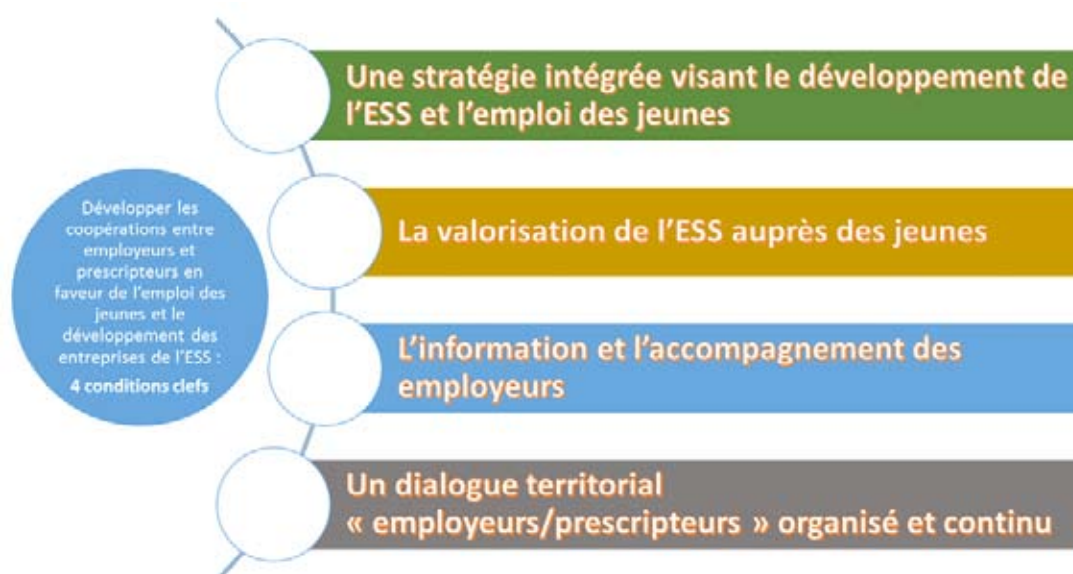 Développer les
coopérations entre
employeurs et
prescripteurs en
faveur de l'emploi des
jeunes et le
développement des
entreprises de l'ESS :
4 conditions clefs
Une stratégie intégrée visant le développement de
l'ESS et l'emploi des jeunes
La valorisation de l'ESS auprès des jeunes
L'information et l'accompagnement des
employeurs
Un dialogue territorial
« employeurs/prescripteurs » organisé et continu